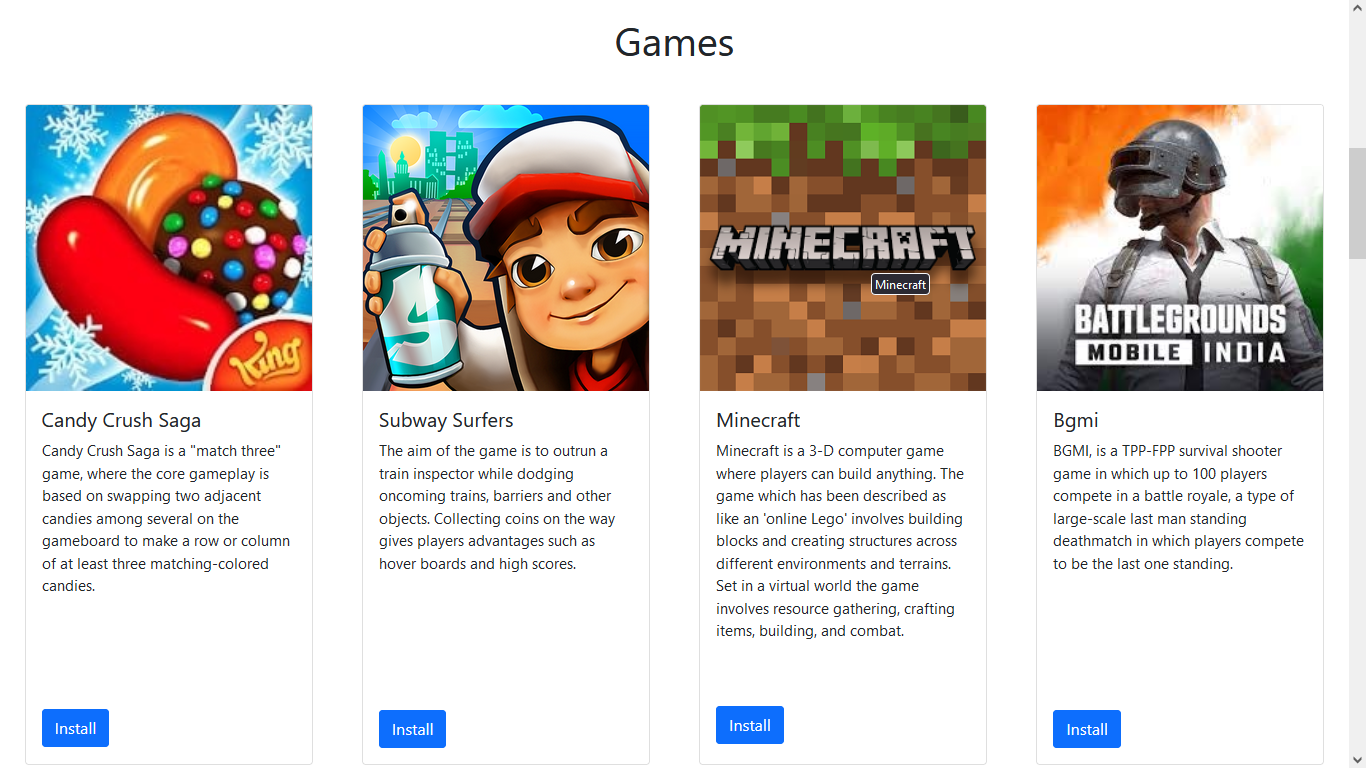 Games
King
S
MINECRAFT
Minecraft
BATTLEGROUNDS
MOBILE INDIA
Candy Crush Saga
Candy Crush Saga is a "match three"
game, where the core gameplay is
based on swapping two adjacent
candies among several on the
gameboard to make a row or column
of at least three matching-colored
candies.
Install
Subway Surfers
The aim of the game is to outrun a
train inspector while dodging
oncoming trains, barriers and other
objects. Collecting coins on the way
gives players advantages such as
hover boards and high scores.
Install
Minecraft
Minecraft is a 3-D computer game
where players can build anything. The
game which has been described as
like an 'online Lego' involves building
blocks and creating structures across
different environments and terrains.
Set in a virtual world the game
involves resource gathering, crafting
items, building, and combat.
Install
Bgmi
BGMI, is a TPP-FPP survival shooter
game in which up to 100 players
compete in a battle royale, a type of
large-scale last man standing
deathmatch in which players compete
to be the last one standing.
Install